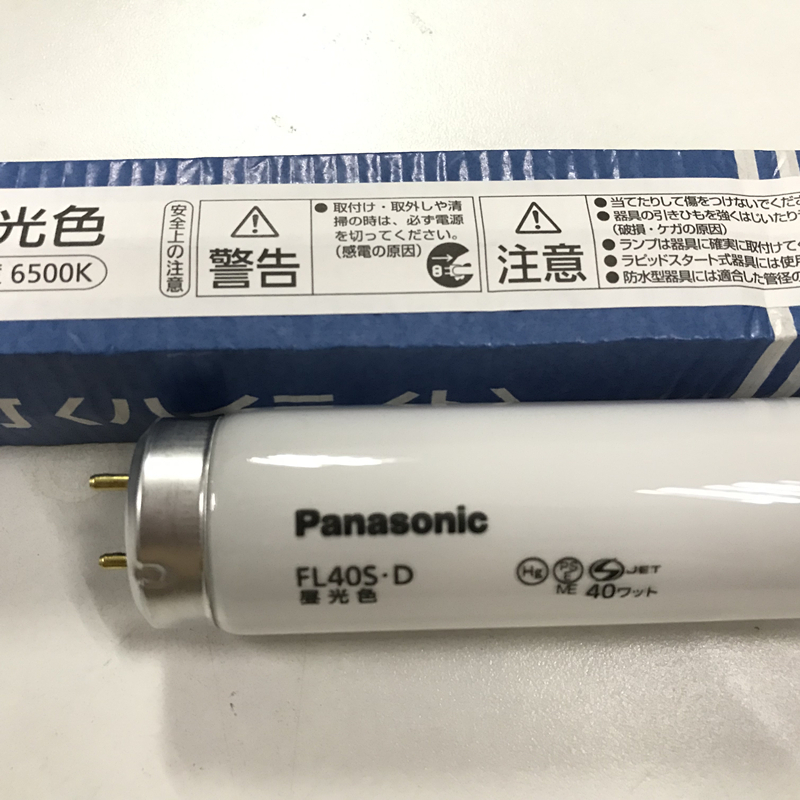 光色
6500K
安全上の注意
警告
●取付け・取外しや清
掃の時は、必ず電源
を切ってください。
(感電の原因)
注意
●当てたりして傷をつけないでくださ
●器具の引きひもを強くはじいたり
(破損・ケガの原因)
●ランプは器具に確実に取付けて
●ラピッドスタート式器具には使用
●防水型器具には適合した管径の
Panasonic
FL40S・D
昼光色
Hg
PS
E
ME
JET
40ワット